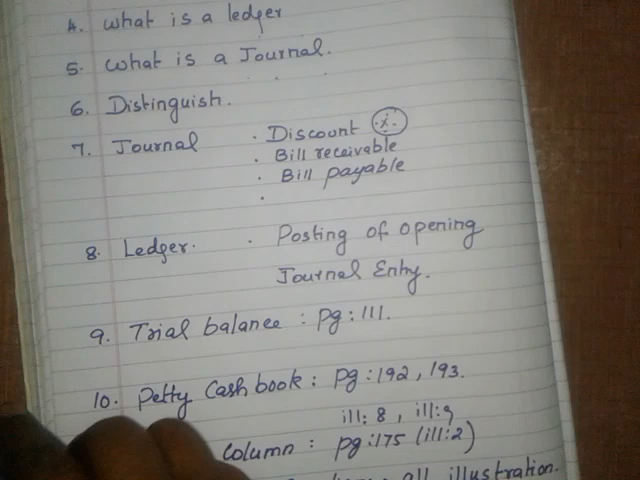 4. What is a ledger
5. What is a Journal.
6. Distinguish.
7. Journal . Discount %
. Bill receivable
. Bill payable
.
8. Ledger. . Posting of opening
Journal Entry.
9. Trial balance : pg: 111.
10. Petty Cash book : pg: 192, 193.
ill: 8, ill: 9
Column : pg: 175 (ill: 2)
all illustration.